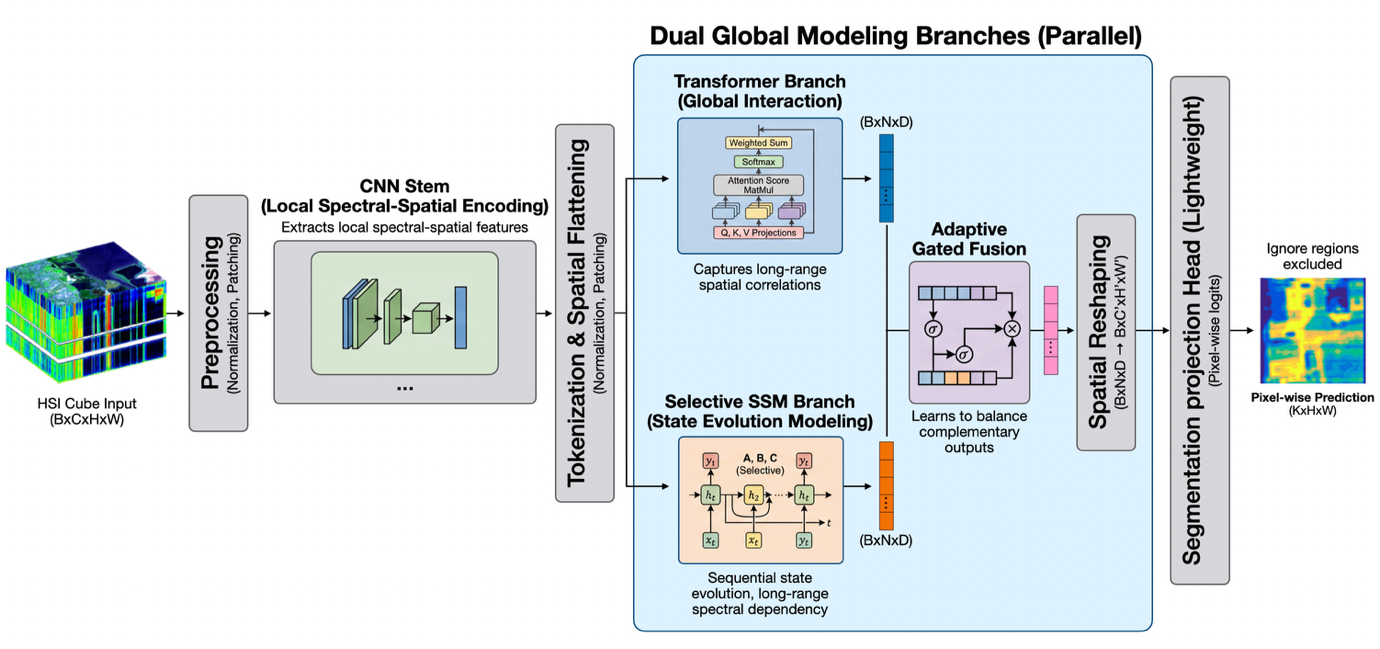 Dual Global Modeling Branches (Parallel)
HSI Cube Input
(BxCxHxW)
Preprocessing
(Normalization, Patching)
CNN Stem
(Local Spectral-Spatial Encoding)
Extracts local spectral-spatial features
...
Tokenization & Spatial Flattening
(Normalization, Patching)
Transformer Branch
(Global Interaction)
Weighted Sum
Softmax
Attention Score
MatMul
Q, K, V Projections
Captures long-range
spatial correlations
(BxNxD)
Selective SSM Branch
(State Evolution Modeling)
y₁ A, B, C yₜ
(Selective)
hₜ h₂ ... hₜ
t
xₜ xₜ yₜ
Sequential state
evolution, long-range
spectral dependency
(BxNxD)
Adaptive
Gated Fusion
σ ×
σ
Learns to balance
complementary
outputs
Spatial Reshaping
(BxNxD → BxC'xH'xW')
Segmentation projection Head (Lightweight)
(Pixel-wise logits)
Ignore regions
excluded
Pixel-wise Prediction
(KxHxW)